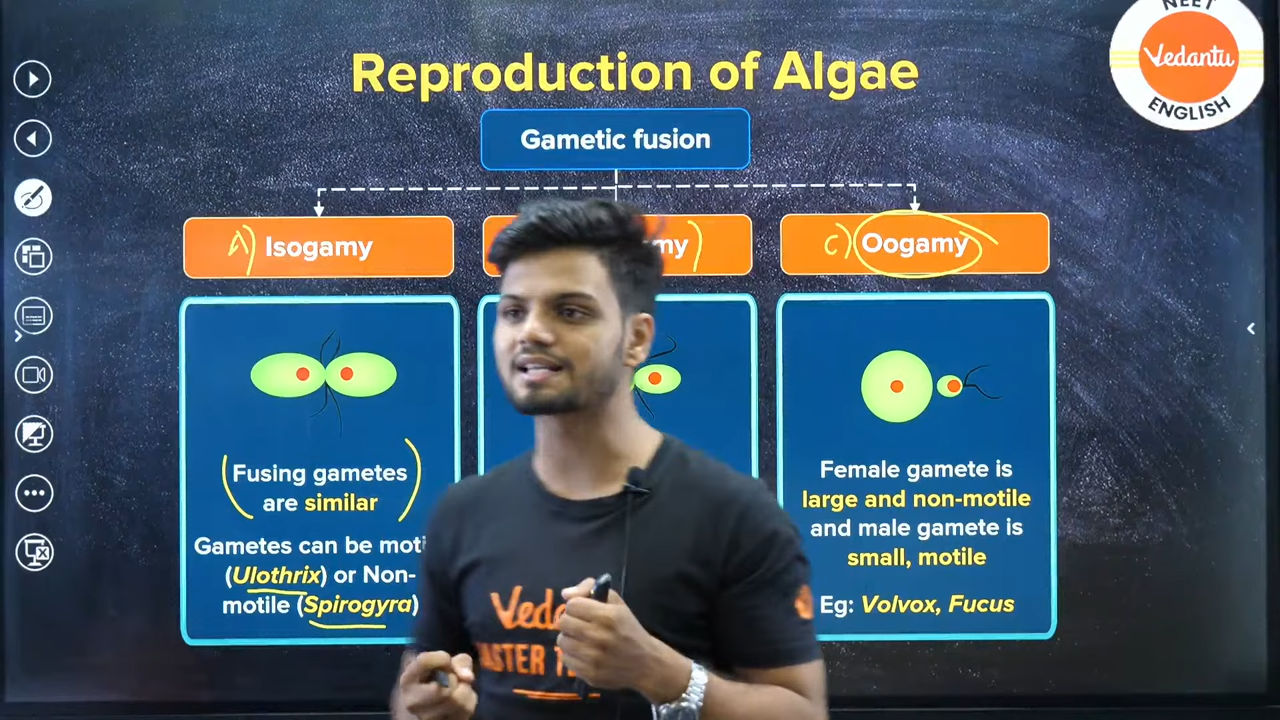 NEET
Vedantu
ENGLISH
Reproduction of Algae
Gametic fusion
A) Isogamy
my)
C) Oogamy
Fusing gametes
are similar
Gametes can be moti
(Ulothrix) or Non-
motile (Spirogyra)
Female gamete is
large and non-motile
and male gamete is
small, motile
Eg: Volvox, Fucus
Veda
ASTER T